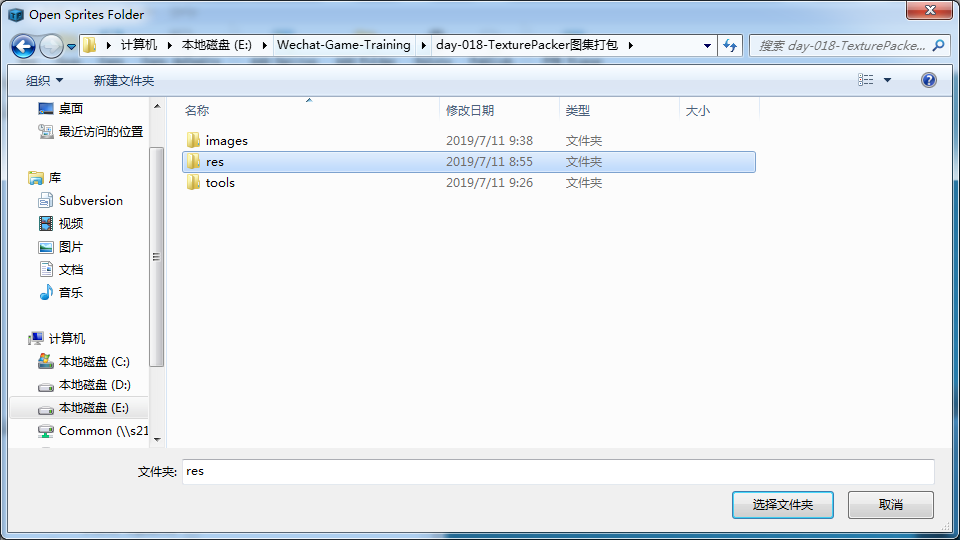 Open Sprites Folder
计算机 本地磁盘 (E:) Wechat-Game-Training day-018-TexturePacker图集打包
搜索 day-018-TexturePacke...
组织 新建文件夹
名称 修改日期 类型 大小
images 2019/7/11 9:38 文件夹
res 2019/7/11 8:55 文件夹
tools 2019/7/11 9:26 文件夹
桌面
最近访问的位置
库
Subversion
视频
图片
文档
音乐
计算机
本地磁盘 (C:)
本地磁盘 (D:)
本地磁盘 (E:)
Common (\\s21
文件夹: res
选择文件夹 取消